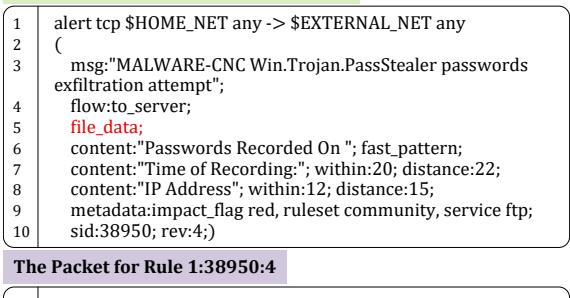 1 alert tcp $HOME_NET any -> $EXTERNAL_NET any
2 (
3 msg:"MALWARE-CNC Win.Trojan.PassStealer passwords
exfiltration attempt";
4 flow:to_server;
5 file_data;
6 content:"Passwords Recorded On "; fast_pattern;
7 content:"Time of Recording:"; within:20; distance:22;
8 content:"IP Address"; within:12; distance:15;
9 metadata:impact_flag red, ruleset community, service ftp;
10 sid:38950; rev:4;)
The Packet for Rule 1:38950:4